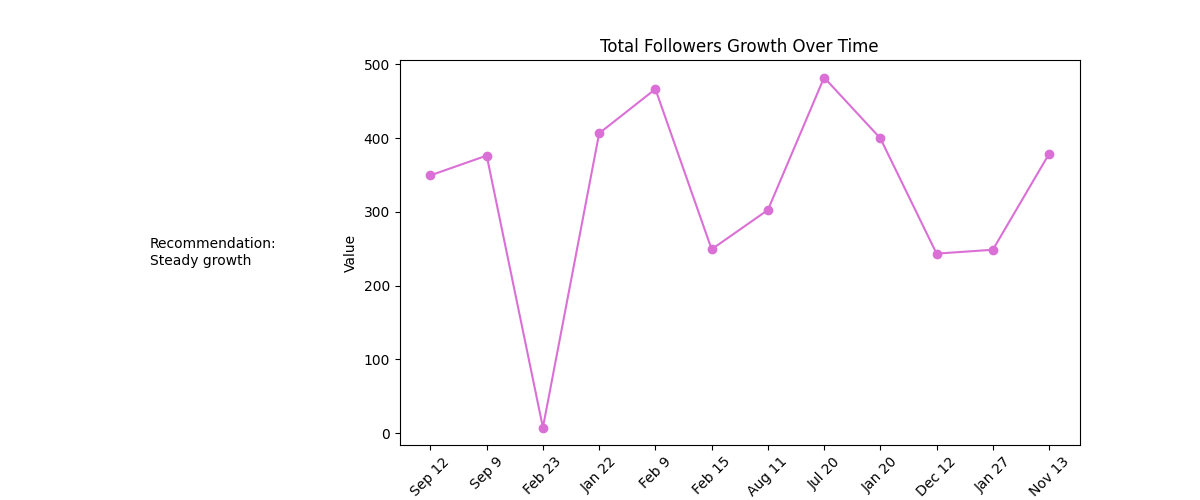 Total Followers Growth Over Time
Recommendation:
Steady growth
Value
500
400
300
200
100
0
Sep 12
Sep 9
Feb 23
Jan 22
Feb 9
Feb 15
Aug 11
Jul 20
Jan 20
Dec 12
Jan 27
Nov 13